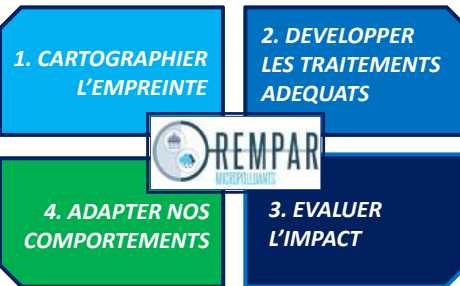 1. CARTOGRAPHIER
L'EMPREINTE
2. DEVELOPPER
LES TRAITEMENTS
ADEQUATS
REMPAR
MICROPOLLUANTS
4. ADAPTER NOS
COMPORTEMENTS
3. EVALUER
L'IMPACT